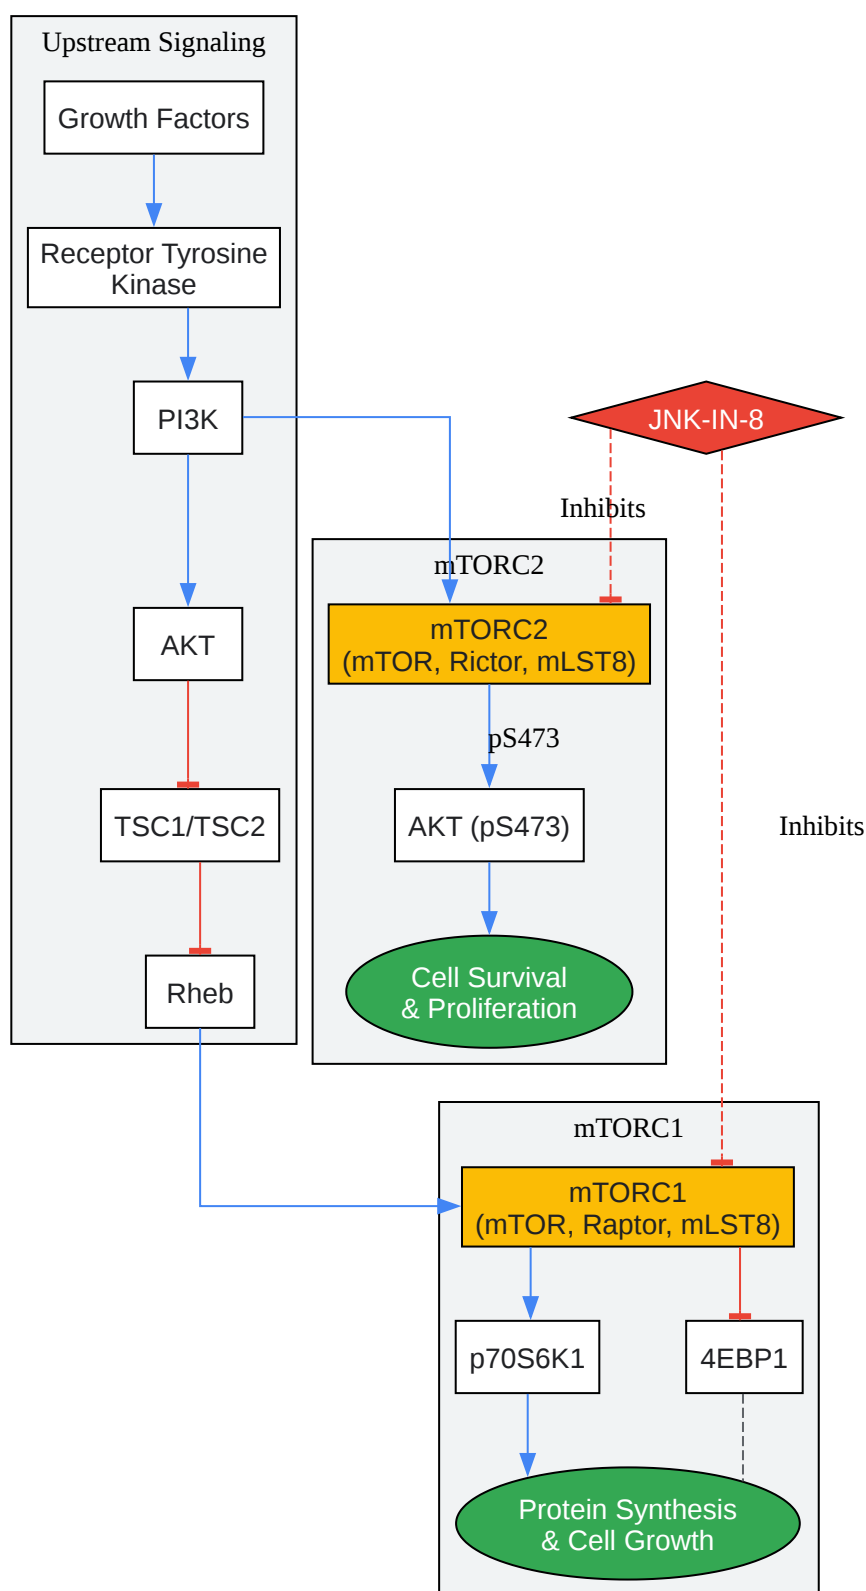 Upstream Signaling
Growth Factors
Receptor Tyrosine
Kinase
PI3K
JNK-IN-8
Inhibits
mTORC2
mTORC2
(mTOR, Rictor, mLST8)
AKT
pS473
TSC1/TSC2
AKT (pS473)
Inhibits
Cell Survival
& Proliferation
Rheb
mTORC1
mTORC1
(mTOR, Raptor, mLST8)
p70S6K1
4EBP1
Protein Synthesis
& Cell Growth